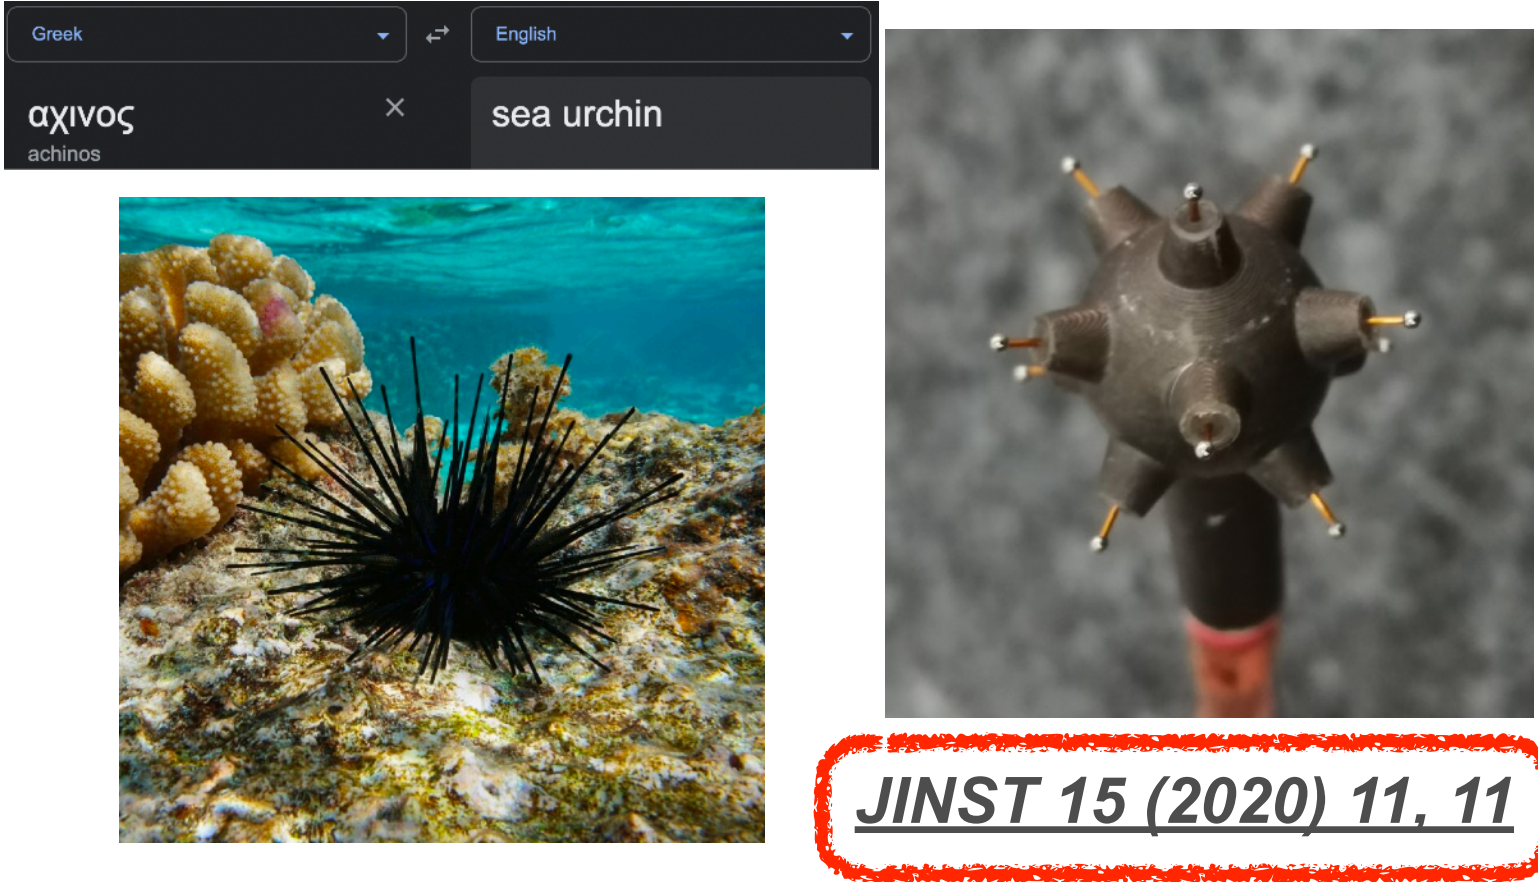 Greek
English
αχινος
sea urchin
achinos
JINST 15 (2020) 11, 11